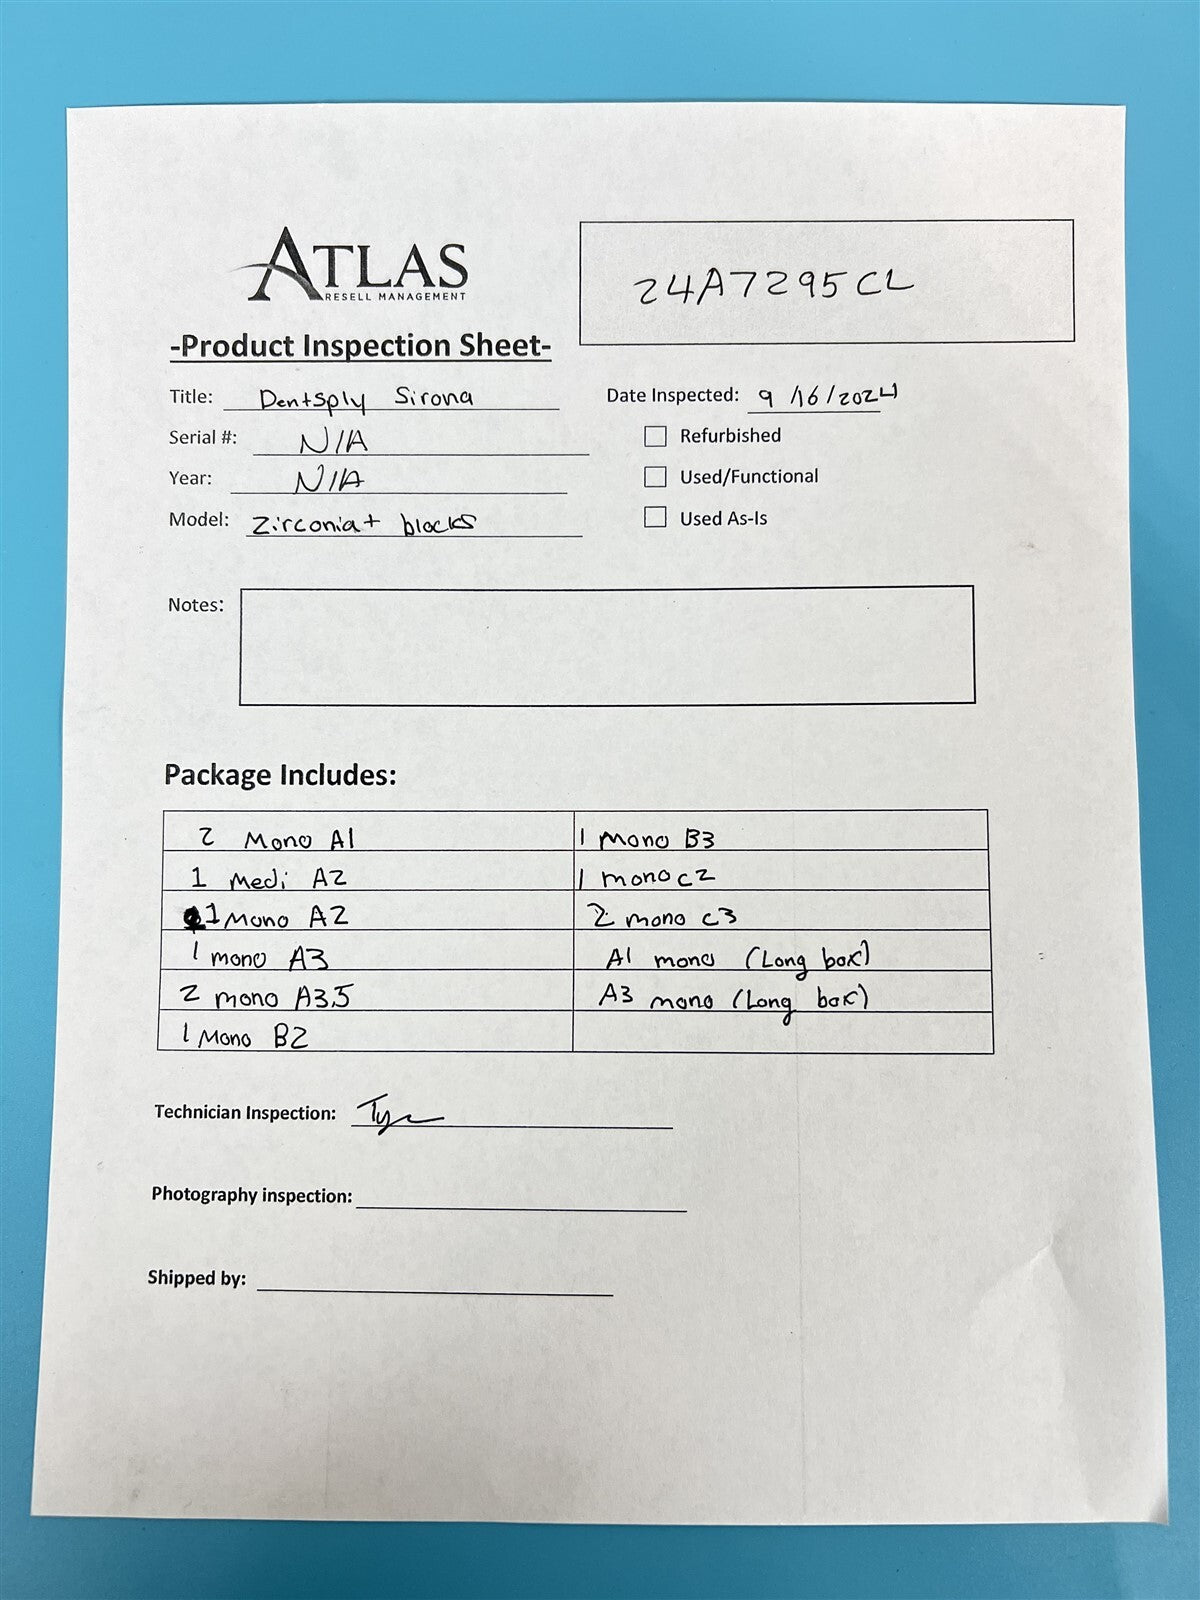 ATLAS
RESELL MANAGEMENT
24A7295CL
-Product Inspection Sheet-
Title: Dentsply Sirona
Date Inspected: 9/16/2024
Serial #: N/A
Refurbished
Year: N/A
Used/Functional
Model: Zirconia+ blocks
Used As-Is
Notes:
Package Includes:
2 Mono A1
1 Mono B3
1 Medi A2
1 mono c2
1 Mono A2
2 mono c3
1 mono A3
A1 mono (Long box)
2 mono A3.5
A3 mono (Long box)
1 Mono B2
Technician Inspection:
Photography inspection:
Shipped by: